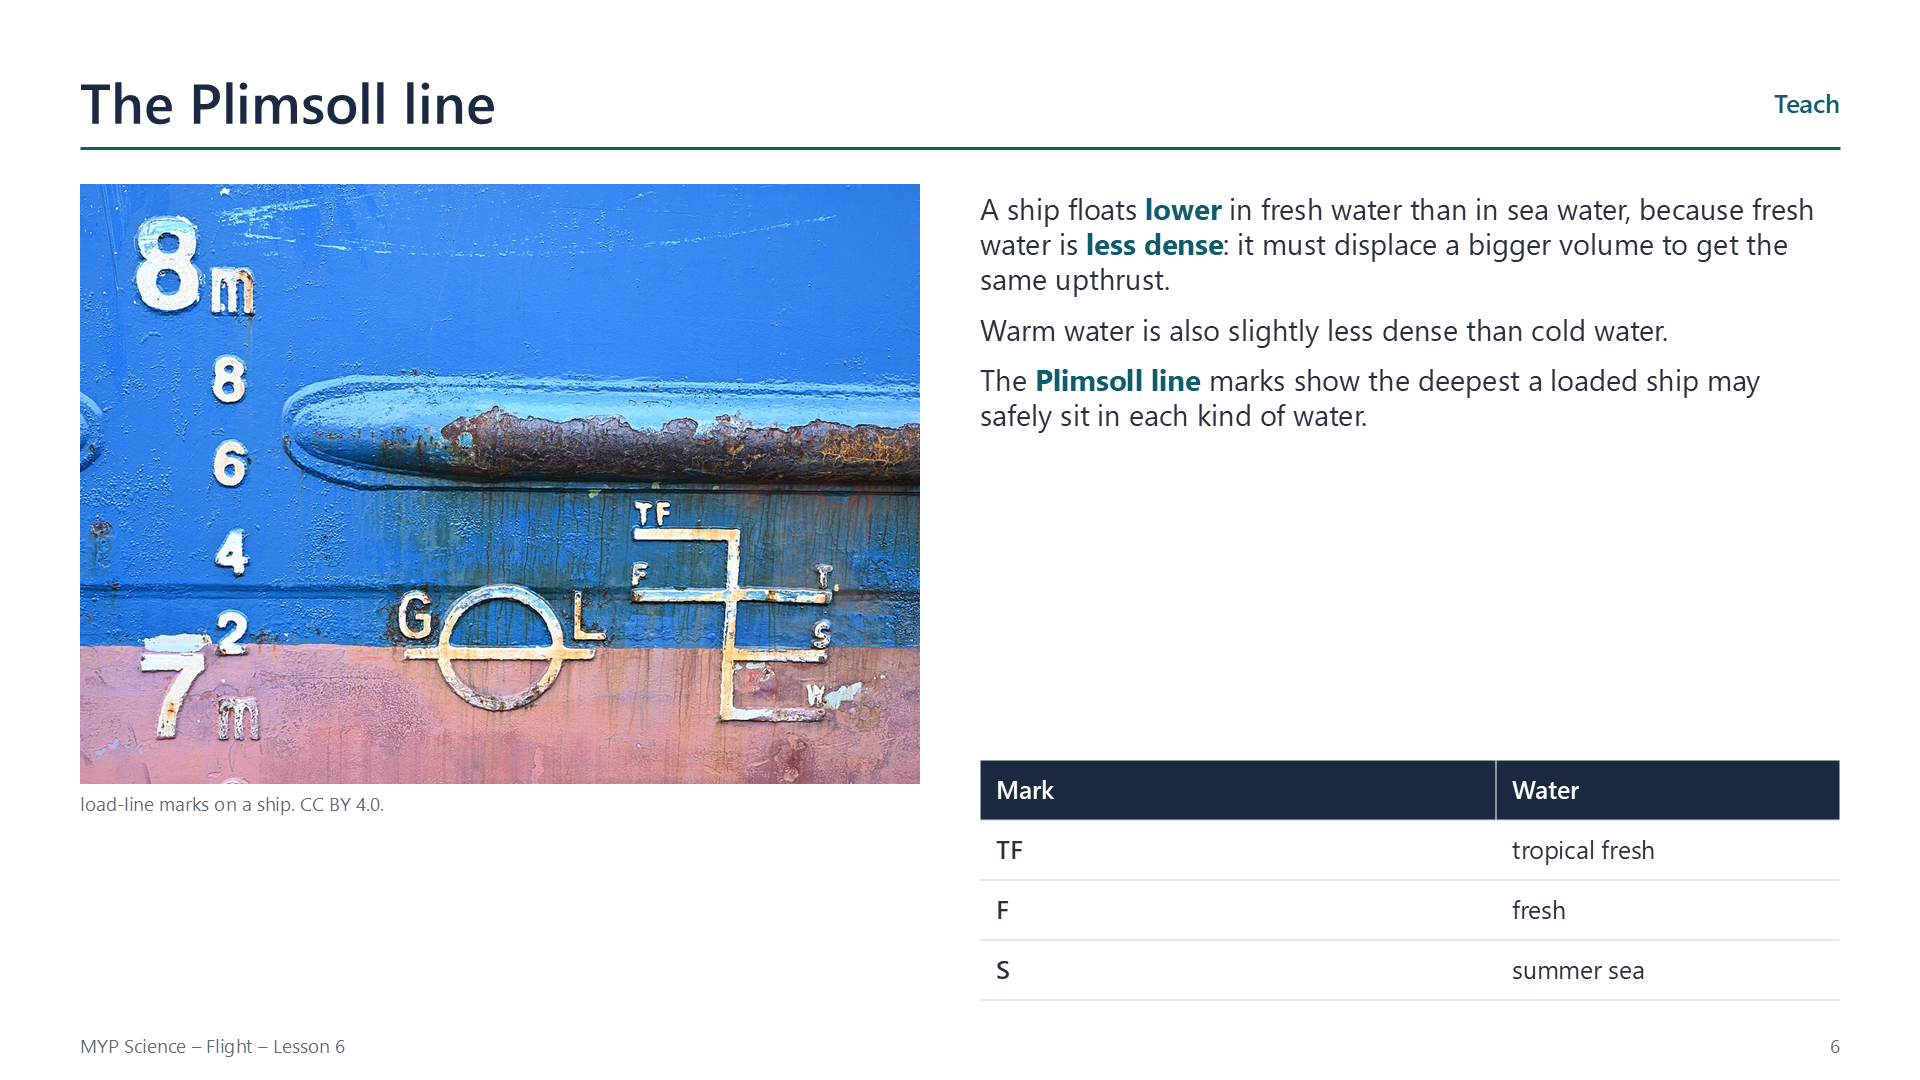 The Plimsoll line
Teach
8m
8
6
4
2
7m
TF
F
T
S
W
G
L
load-line marks on a ship. CC BY 4.0.
A ship floats lower in fresh water than in sea water, because fresh
water is less dense: it must displace a bigger volume to get the
same upthrust.
Warm water is also slightly less dense than cold water.
The Plimsoll line marks show the deepest a loaded ship may
safely sit in each kind of water.
Mark Water
TF tropical fresh
F fresh
S summer sea
MYP Science – Flight – Lesson 6
6